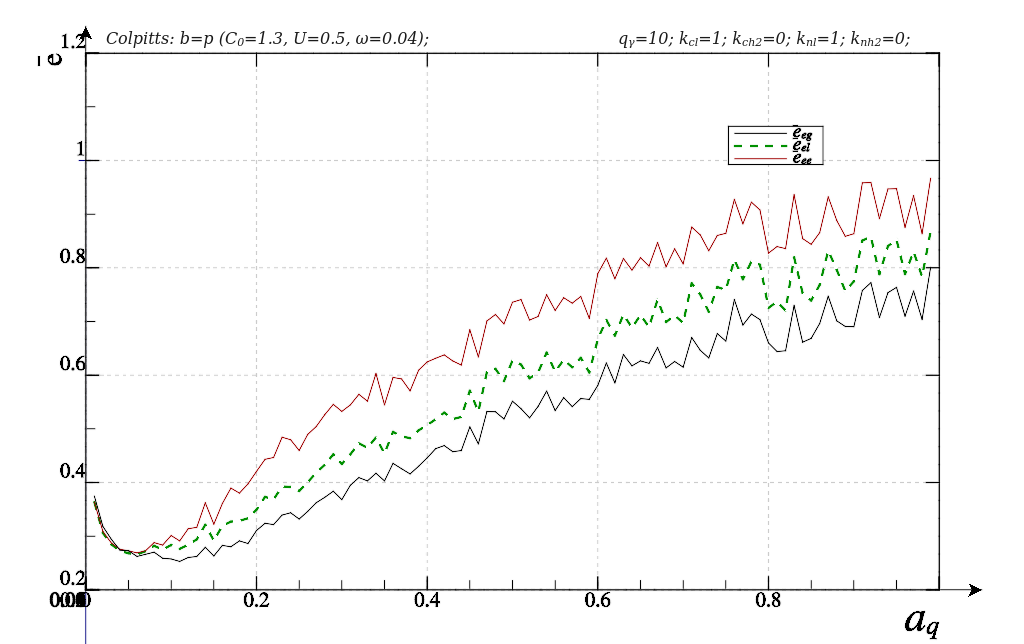 Colpitts: b=p (C₀=1.3, U=0.5, ω=0.04);
qᵧ=10; k_cl=1; k_ch2=0; k_nl=1; k_nh2=0;
1.2
ē
1
ē_eg
ē_el
ē_ee
0.8
0.6
0.4
0.2
0.2
0.4
0.6
0.8
a_q